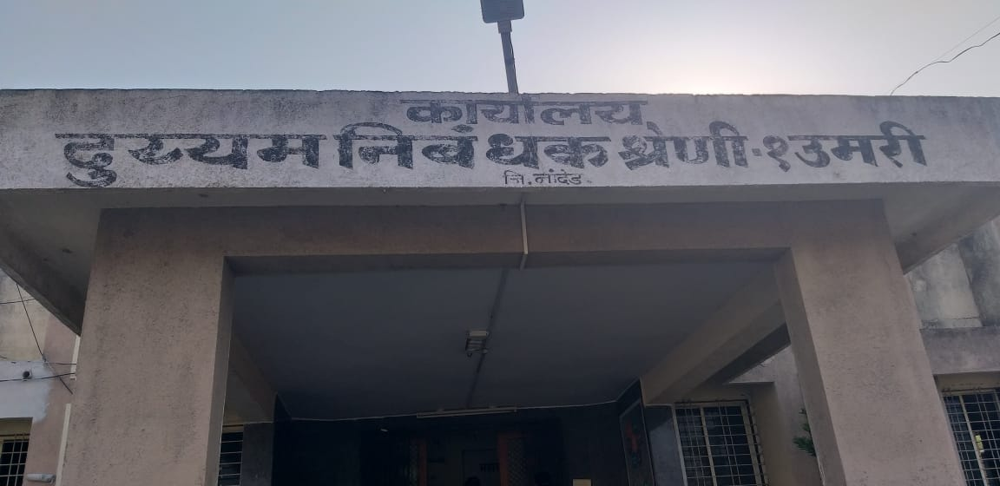 कार्यालय
दुय्यम निबंधक श्रेणी-१ उमरी
जि. नांदेड